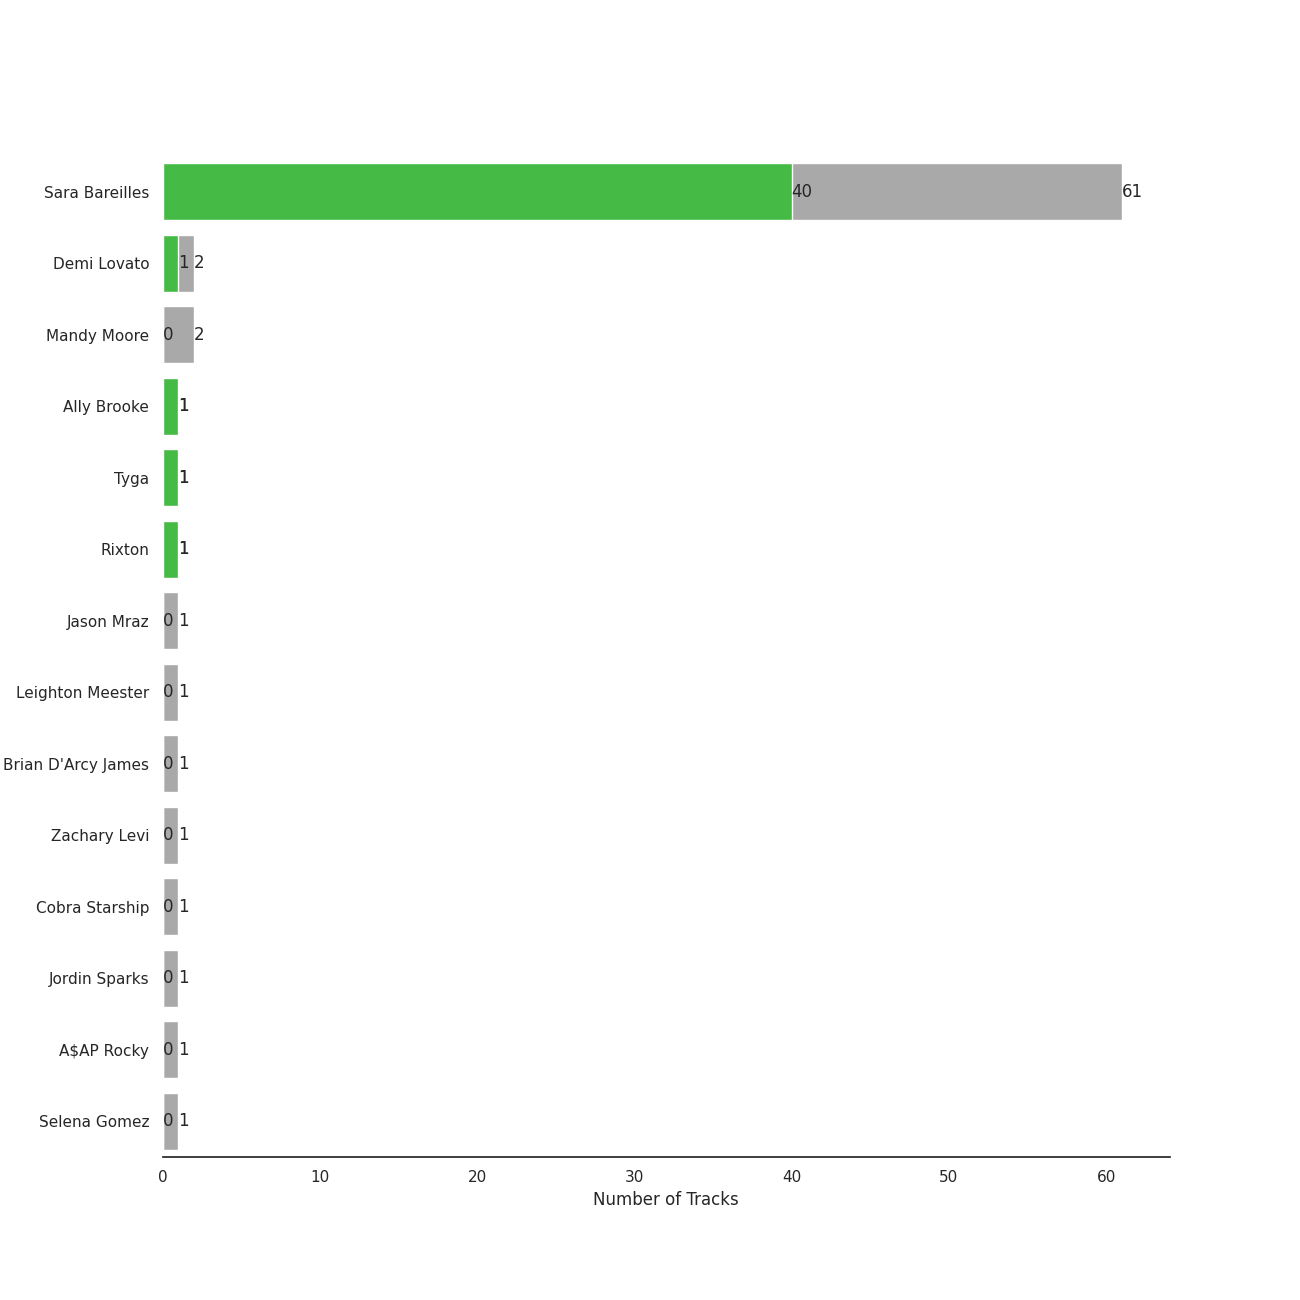 Sara Bareilles 40 61
Demi Lovato 1 2
Mandy Moore 0 2
Ally Brooke 1
Tyga 1
Rixton 1
Jason Mraz 0 1
Leighton Meester 0 1
Brian D'Arcy James 0 1
Zachary Levi 0 1
Cobra Starship 0 1
Jordin Sparks 0 1
A$AP Rocky 0 1
Selena Gomez 0 1
0 10 20 30 40 50 60
Number of Tracks